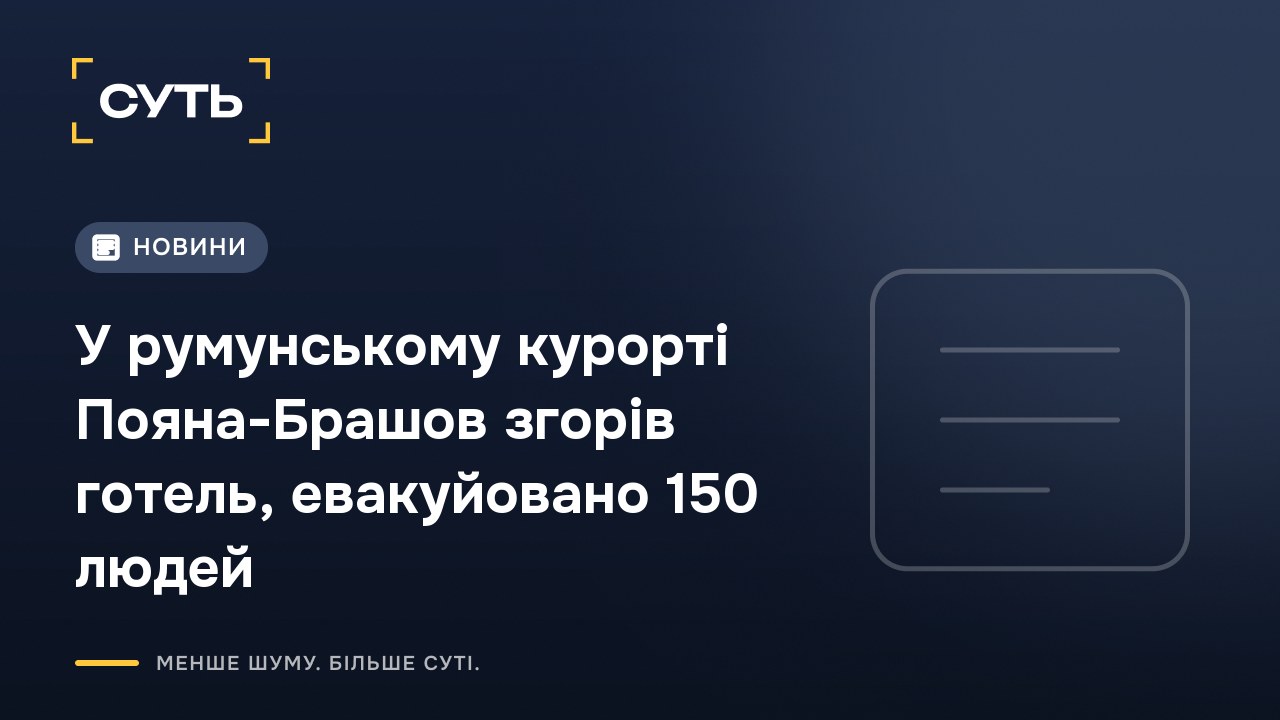 СУТЬ
НОВИНИ
У румунському курорті
Пояна-Брашов згорів
готель, евакуйовано 150
людей
МЕНШЕ ШУМУ. БІЛЬШЕ СУТІ.